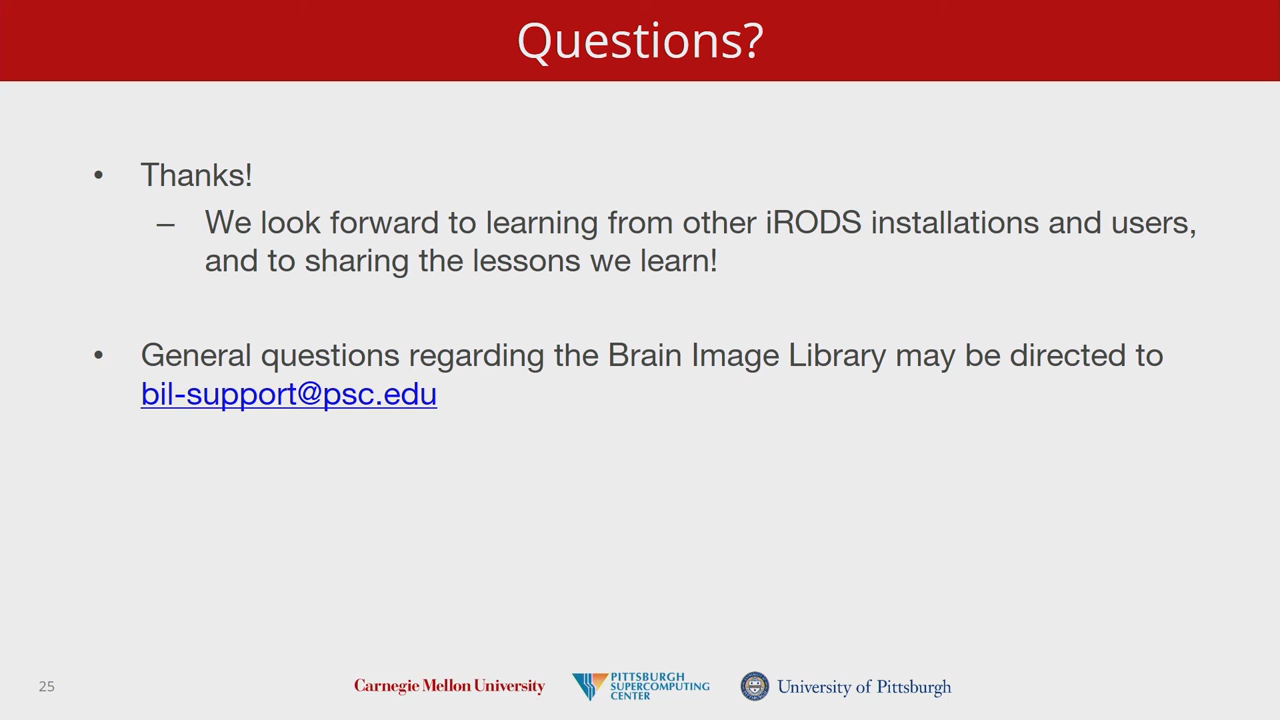 Questions?
• Thanks!
– We look forward to learning from other iRODS installations and users,
and to sharing the lessons we learn!
• General questions regarding the Brain Image Library may be directed to
bil-support@psc.edu
25
Carnegie Mellon University
PITTSBURGH
SUPERCOMPUTING
CENTER
University of Pittsburgh